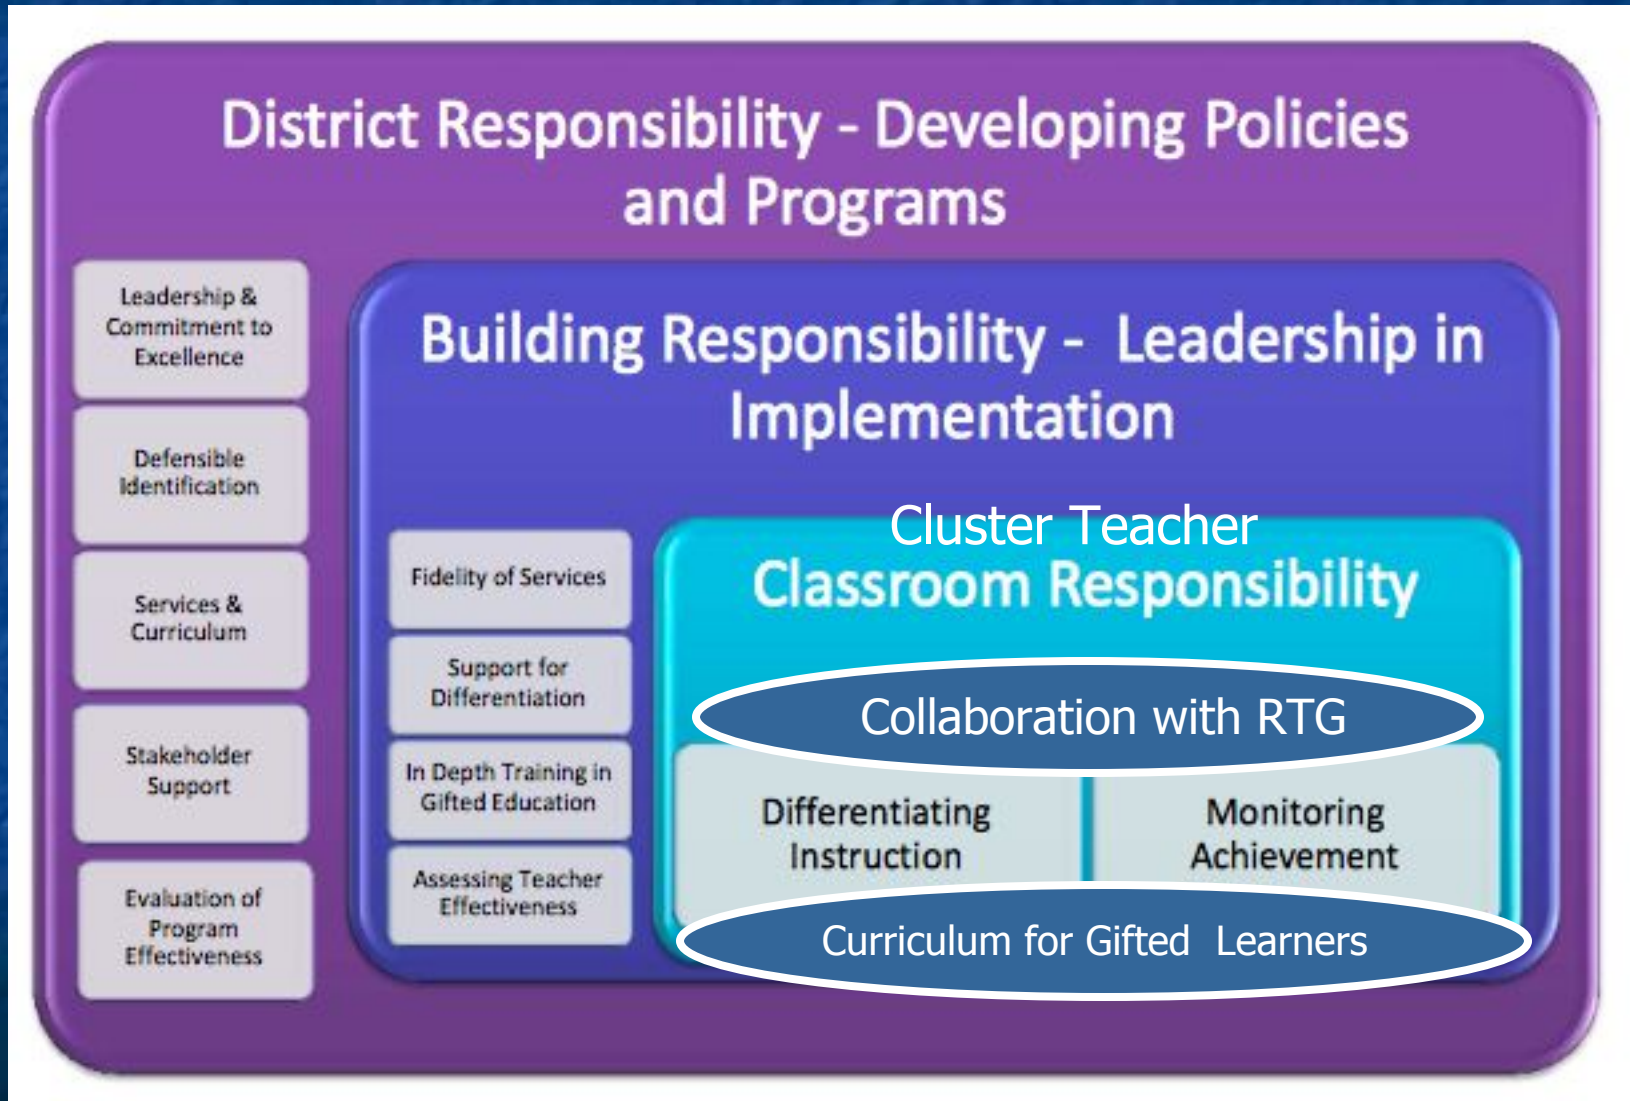 District Responsibility - Developing Policies
and Programs
Leadership &
Commitment to
Excellence
Defensible
Identification
Services &
Curriculum
Stakeholder
Support
Evaluation of
Program
Effectiveness
Building Responsibility - Leadership in
Implementation
Fidelity of Services
Support for
Differentiation
In Depth Training in
Gifted Education
Assessing Teacher
Effectiveness
Cluster Teacher
Classroom Responsibility
Collaboration with RTG
Differentiating
Instruction
Monitoring
Achievement
Curriculum for Gifted Learners